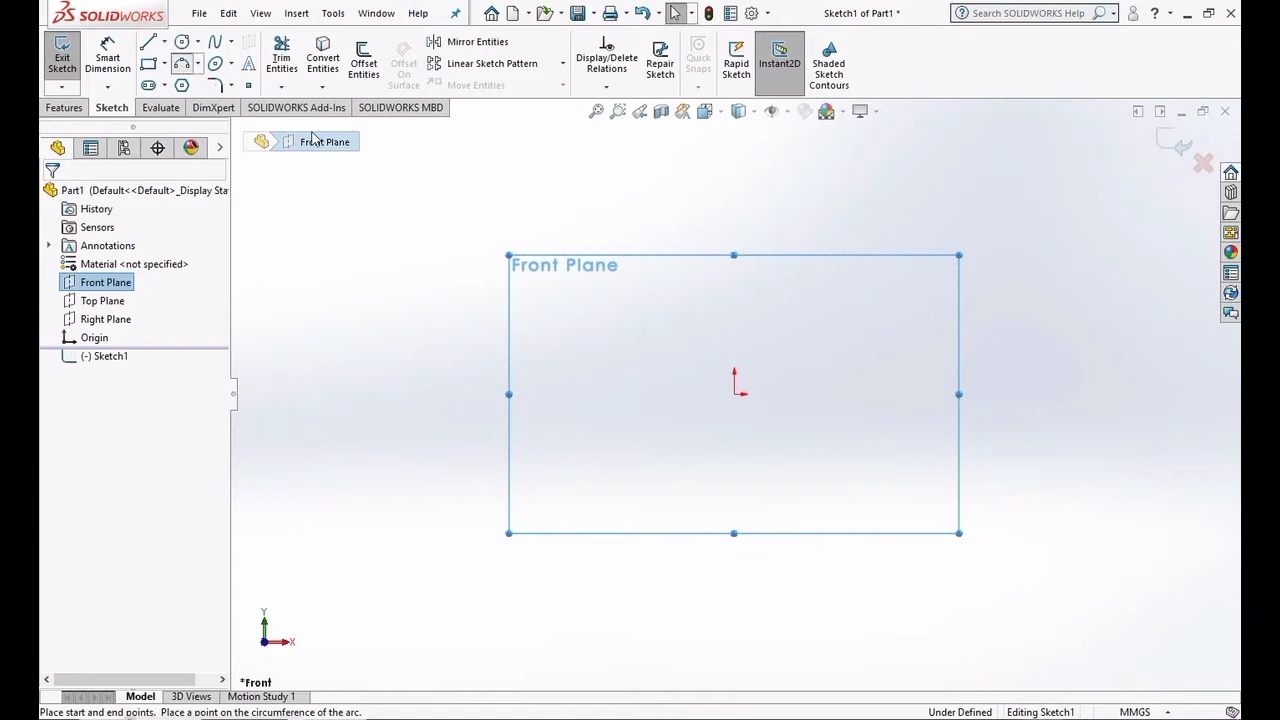 SOLIDWORKS
File Edit View Insert Tools Window Help
Sketch1 of Part1 *
Search SOLIDWORKS Help
Exit Sketch
Smart Dimension
Trim Entities
Convert Entities
Offset Entities
Offset On Surface
Mirror Entities
Linear Sketch Pattern
Move Entities
Display/Delete Relations
Repair Sketch
Quick Snaps
Rapid Sketch
Instant2D
Shaded Sketch Contours
Features Sketch Evaluate DimXpert SOLIDWORKS Add-Ins SOLIDWORKS MBD
Front Plane
Part1 (Default<<Default>_Display Sta
History
Sensors
Annotations
Material <not specified>
Front Plane
Top Plane
Right Plane
Origin
(-) Sketch1
Front Plane
Y
X
*Front
Model 3D Views Motion Study 1
Place start and end points. Place a point on the circumference of the arc.
Under Defined Editing Sketch1 MMGS